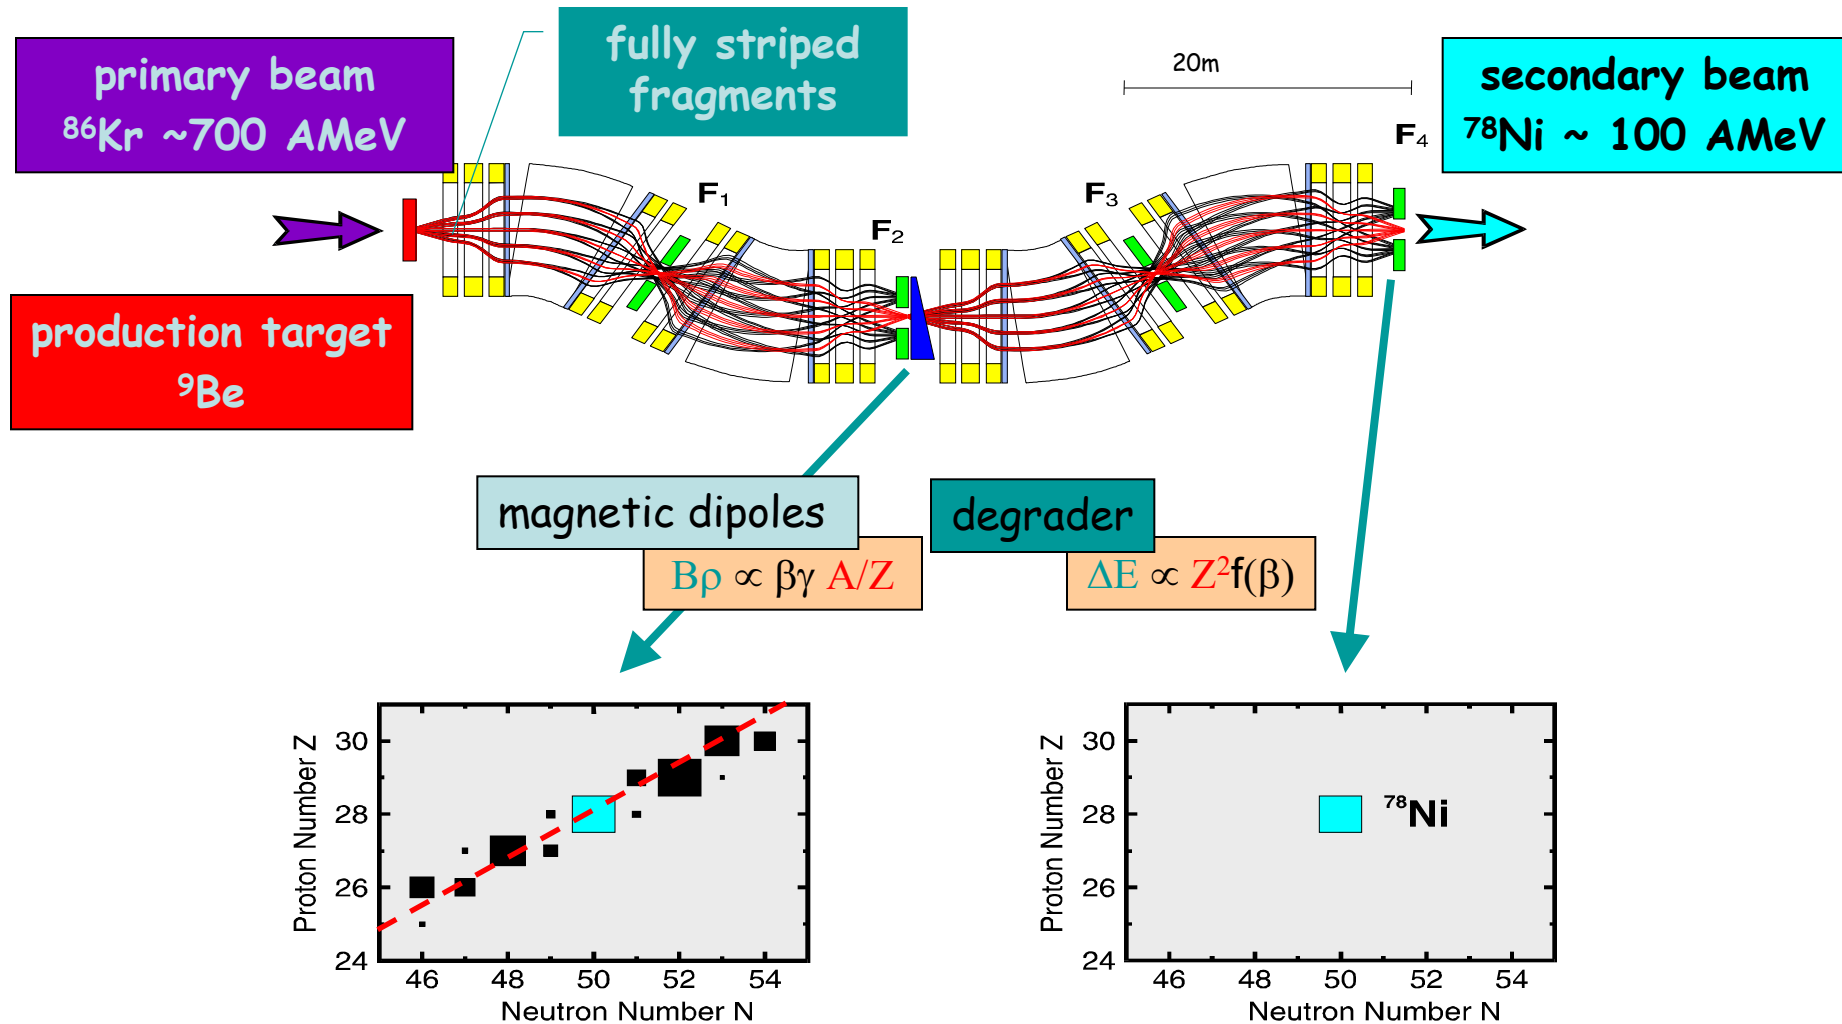 primary beam
⁸⁶Kr ~700 AMeV
fully striped
fragments
20m
secondary beam
⁷⁸Ni ~ 100 AMeV
F₁
F₂
F₃
F₄
production target
⁹Be
magnetic dipoles
Bρ ∝ βγ A/Z
degrader
ΔE ∝ Z²f(β)
Proton Number Z
30
28
26
24
46 48 50 52 54
Neutron Number N
Proton Number Z
30
28
26
24
⁷⁸Ni
46 48 50 52 54
Neutron Number N